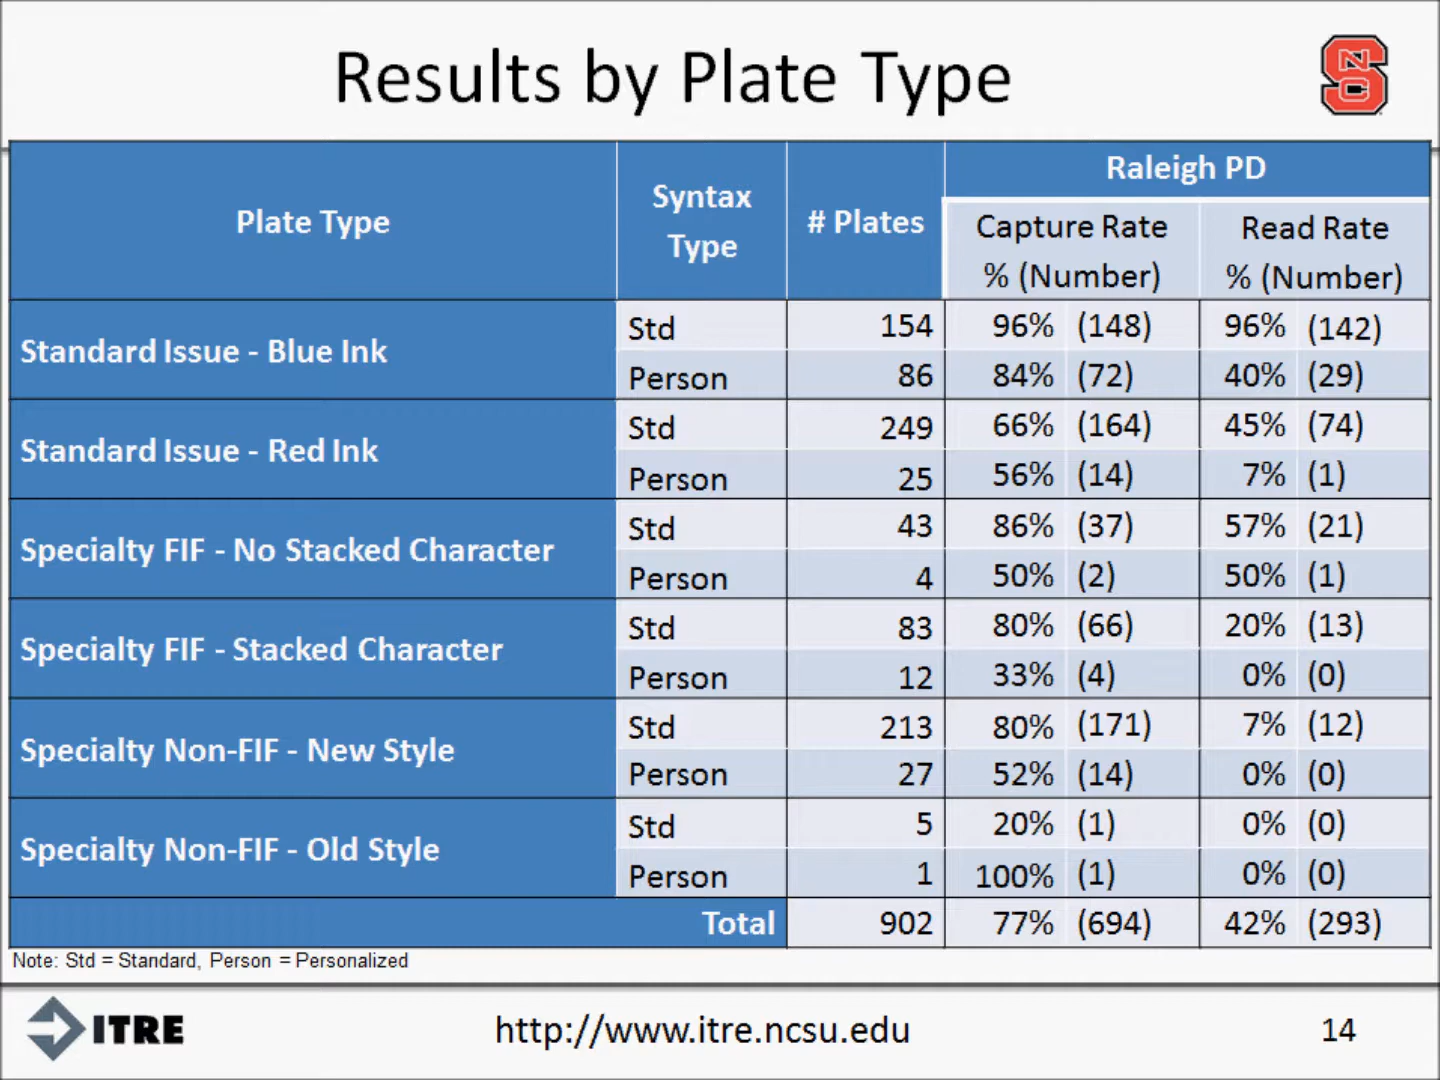 Results by Plate Type
NC
S
Plate Type
Syntax
Type
# Plates
Raleigh PD
Capture Rate
% (Number)
Read Rate
% (Number)
Standard Issue - Blue Ink
Std 154 96% (148) 96% (142)
Person 86 84% (72) 40% (29)
Standard Issue - Red Ink
Std 249 66% (164) 45% (74)
Person 25 56% (14) 7% (1)
Specialty FIF - No Stacked Character
Std 43 86% (37) 57% (21)
Person 4 50% (2) 50% (1)
Specialty FIF - Stacked Character
Std 83 80% (66) 20% (13)
Person 12 33% (4) 0% (0)
Specialty Non-FIF - New Style
Std 213 80% (171) 7% (12)
Person 27 52% (14) 0% (0)
Specialty Non-FIF - Old Style
Std 5 20% (1) 0% (0)
Person 1 100% (1) 0% (0)
Total 902 77% (694) 42% (293)
Note: Std = Standard, Person = Personalized
ITRE
http://www.itre.ncsu.edu
14